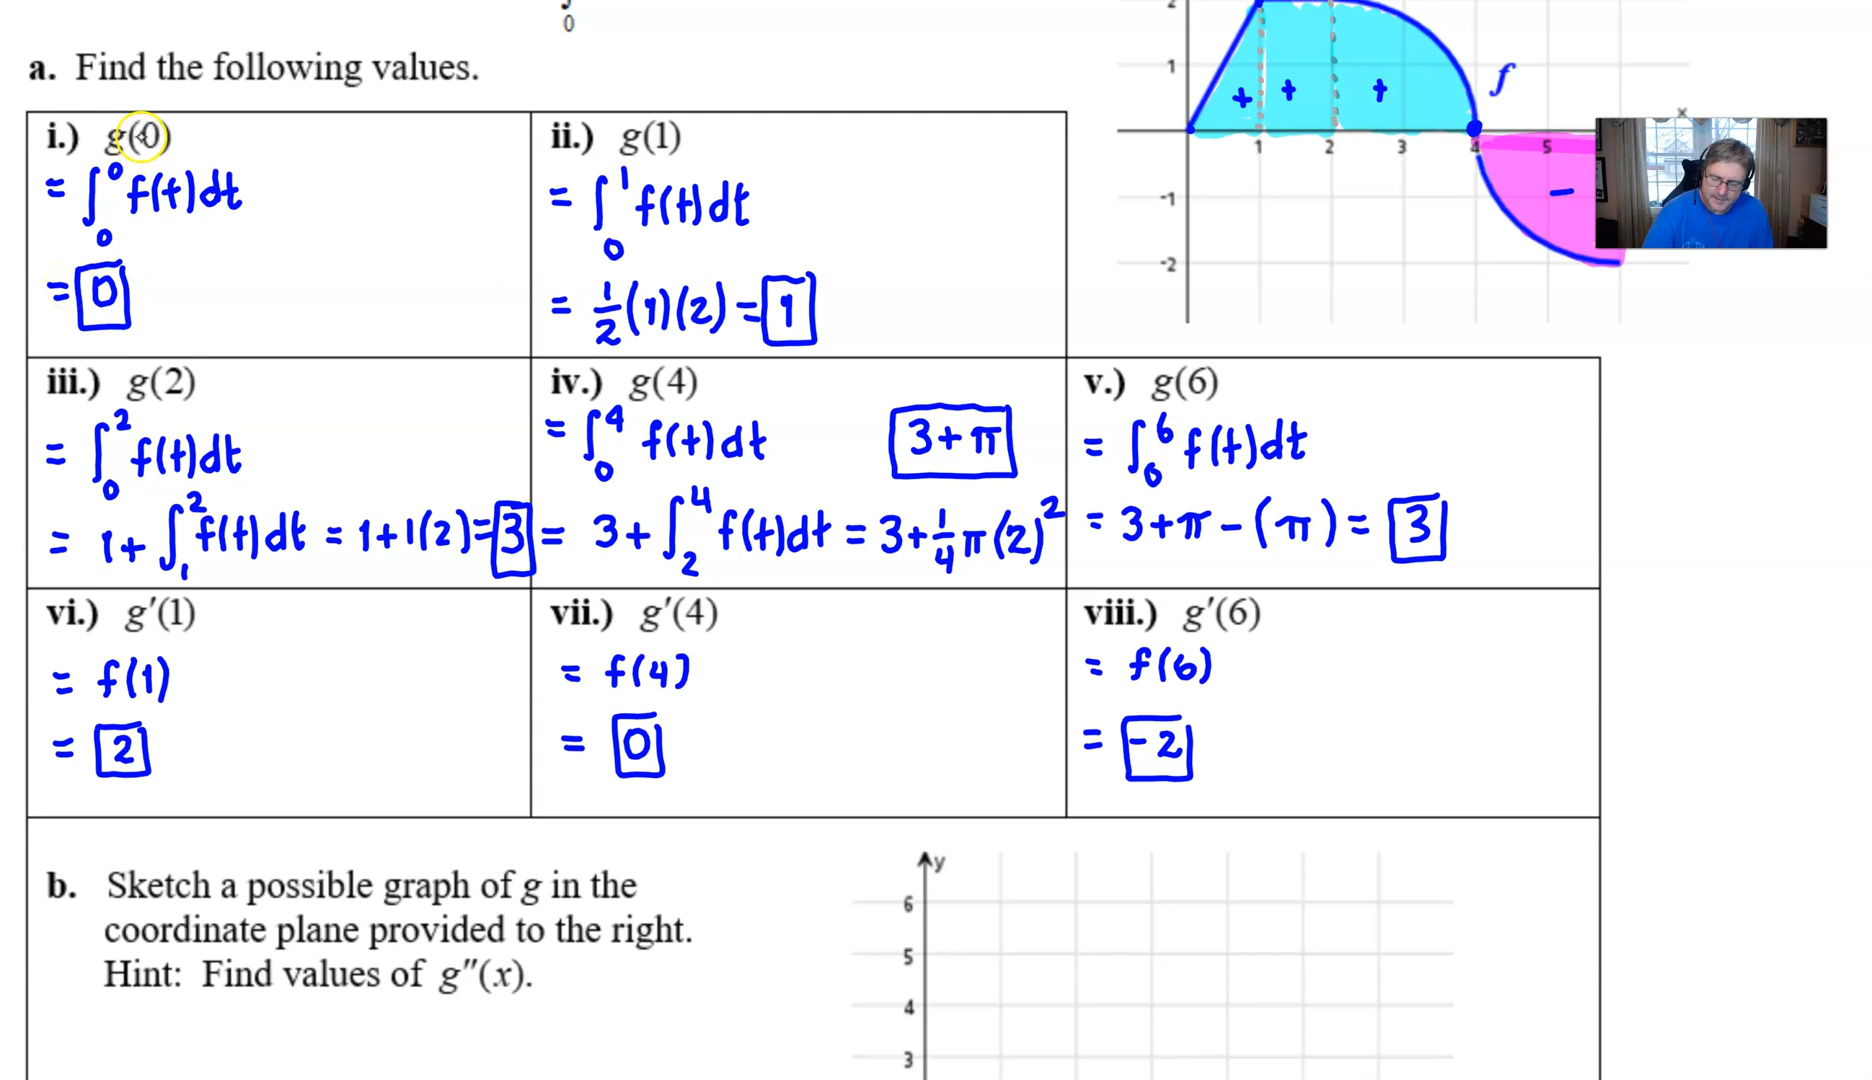 0
a. Find the following values.
i.) g(0)
= ∫₀⁰ f(t)dt
= 0
ii.) g(1)
= ∫₀¹ f(t)dt
= 1/2 (1)(2) = 1
2
1
-1
-2
1 2 3 4 5
+ + +
-
f
x
iii.) g(2)
= ∫₀² f(t)dt
= 1 + ∫₁² f(t)dt = 1+1(2)=3
iv.) g(4)
= ∫₀⁴ f(t)dt 3+π
= 3 + ∫₂⁴ f(t)dt = 3+1/4 π(2)²
v.) g(6)
= ∫₀⁶ f(t)dt
= 3+π-(π) = 3
vi.) g′(1)
= f(1)
= 2
vii.) g′(4)
= f(4)
= 0
viii.) g′(6)
= f(6)
= -2
b. Sketch a possible graph of g in the
coordinate plane provided to the right.
Hint: Find values of g″(x).
y
6
5
4
3